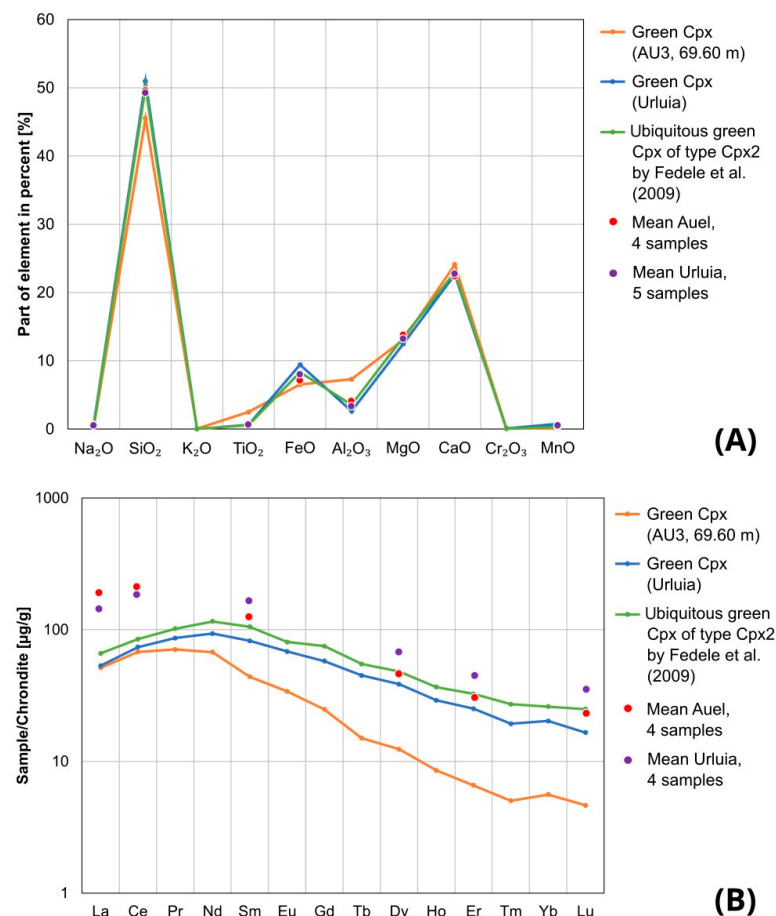 60
50
40
30
20
10
0
Part of element in percent [%]
Na₂O SiO₂ K₂O TiO₂ FeO Al₂O₃ MgO CaO Cr₂O₃ MnO
Green Cpx
(AU3, 69.60 m)
Green Cpx
(Urluia)
Ubiquitous green
Cpx of type Cpx2
by Fedele et al.
(2009)
Mean Auel,
4 samples
Mean Urluia,
5 samples
(A)
1000
100
10
1
Sample/Chrondite [µg/g]
La Ce Pr Nd Sm Eu Gd Tb Dy Ho Er Tm Yb Lu
Green Cpx
(AU3, 69.60 m)
Green Cpx
(Urluia)
Ubiquitous green
Cpx of type Cpx2
by Fedele et al.
(2009)
Mean Auel,
4 samples
Mean Urluia,
4 samples
(B)